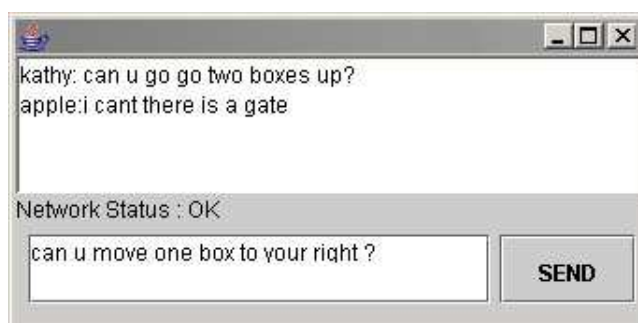 kathy: can u go go two boxes up?
apple:i cant there is a gate
Network Status : OK
can u move one box to your right ?
SEND